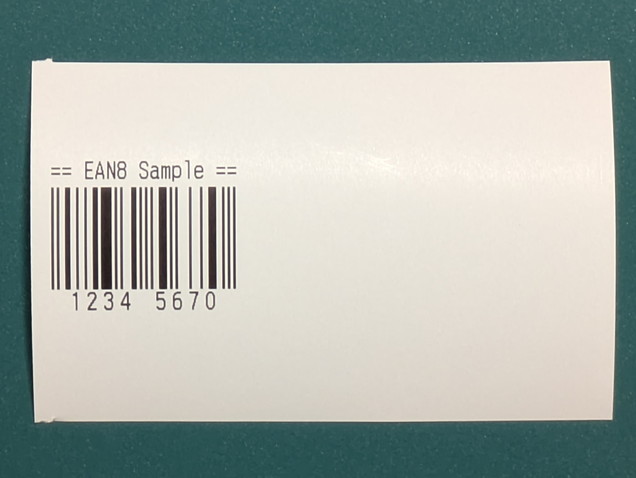 == EAN8 Sample ==
1234 5670